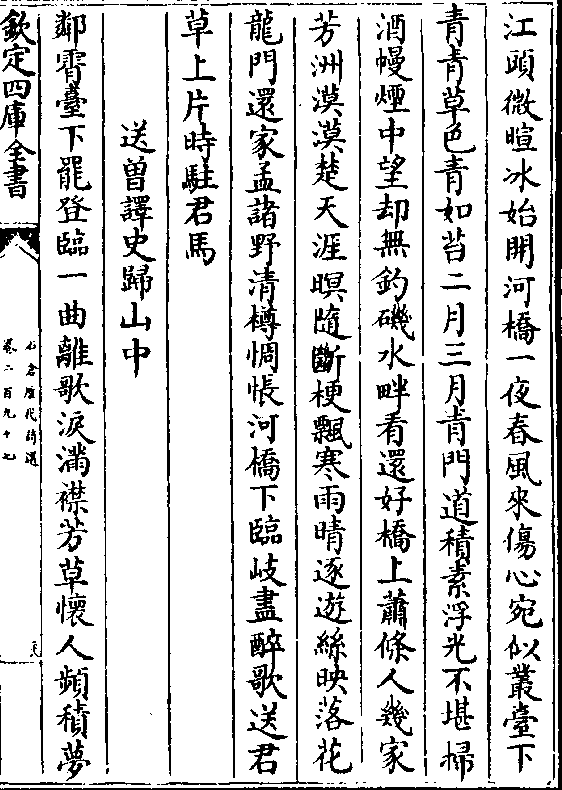 江頭微暄冰始開河橋一夜春風來傷心宛似叢臺下
青青草色青如苔二月三月青門道積素浮光不堪掃
酒幔煙中望却無釣磯水畔看還好橋上蕭條人幾家
芳洲漠漠楚天涯暝隨斷梗飄寒雨晴逐遊絲映落花
龍門還家孟諸野清樽惆悵河橋下臨岐盡醉歌送君
草上片時駐君馬
送曾譯史歸山中
鄰霄臺下罷登臨一曲離歌淚滿襟芳草懷人頻積夢
欽定四庫全書
石倉歷代詩選
卷二百九十七